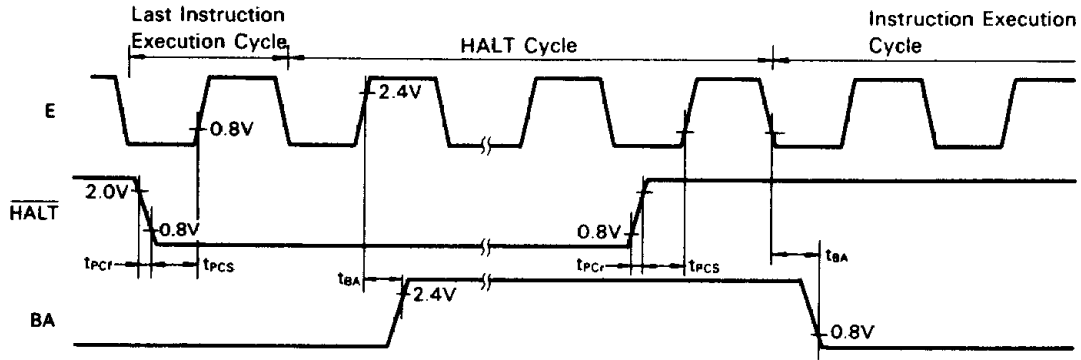 Last Instruction
Execution Cycle
HALT Cycle
Instruction Execution
Cycle
E
2.4V
0.8V
HALT
2.0V
0.8V
0.8V
tPCf
tPCS
tBA
tPCr
tPCS
tBA
2.4V
BA
0.8V